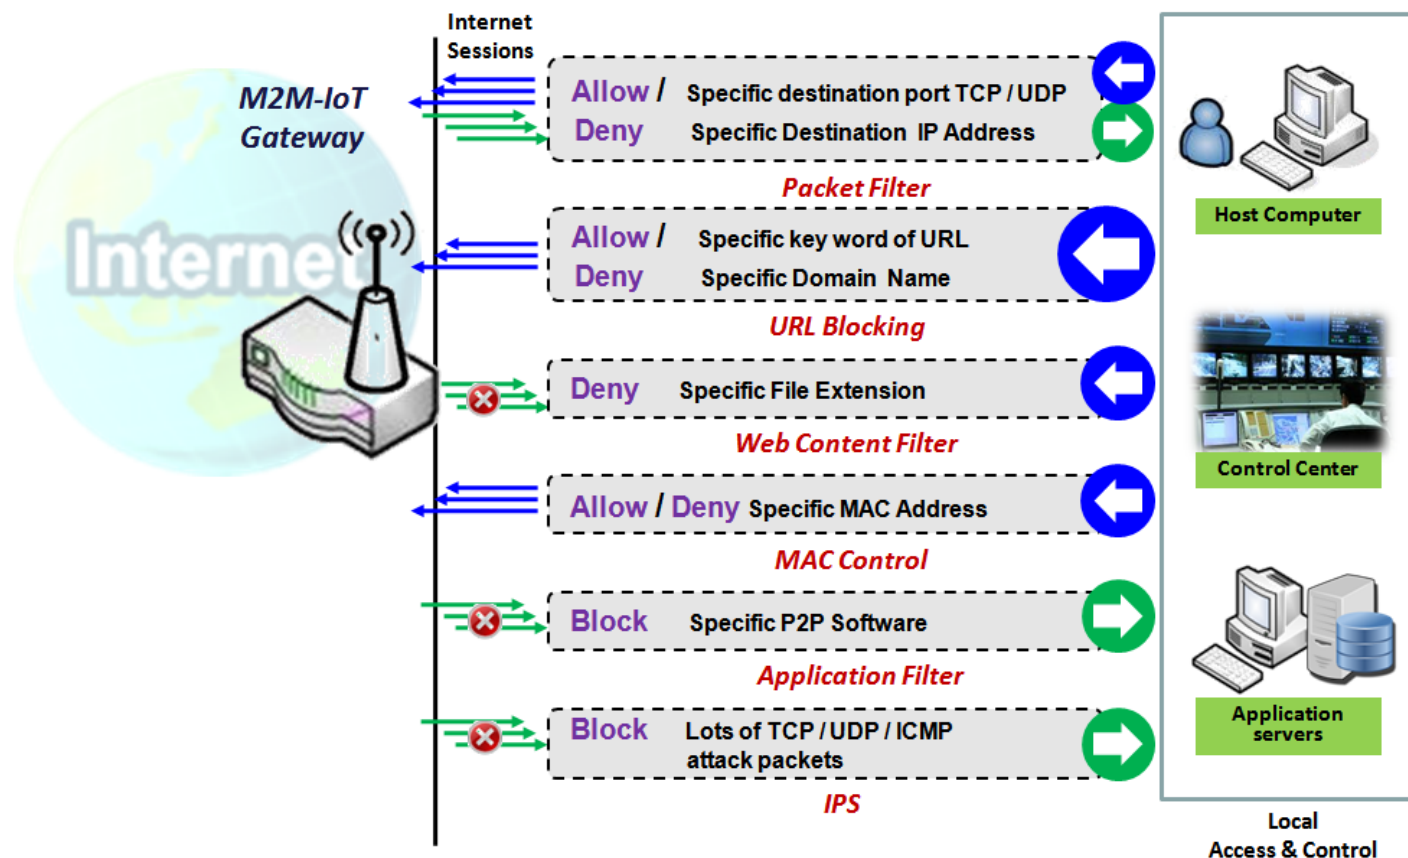 Internet
Sessions
M2M-IoT
Gateway
Internet
Allow / Specific destination port TCP / UDP
Deny Specific Destination IP Address
Packet Filter
Allow / Specific key word of URL
Deny Specific Domain Name
URL Blocking
Deny Specific File Extension
Web Content Filter
Allow / Deny Specific MAC Address
MAC Control
Block Specific P2P Software
Application Filter
Block Lots of TCP / UDP / ICMP
attack packets
IPS
Host Computer
Control Center
Application
servers
Local
Access & Control